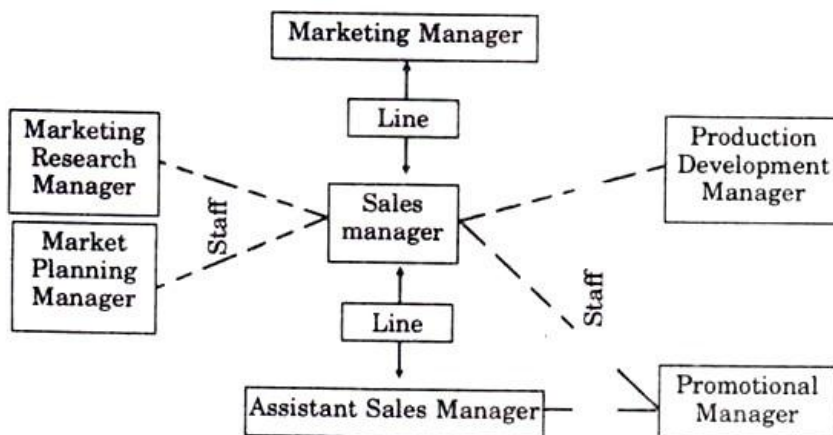 Marketing Manager
Line
Marketing
Research
Manager
Production
Development
Manager
Staff
Sales
manager
Market
Planning
Manager
Staff
Line
Assistant Sales Manager
Promotional
Manager